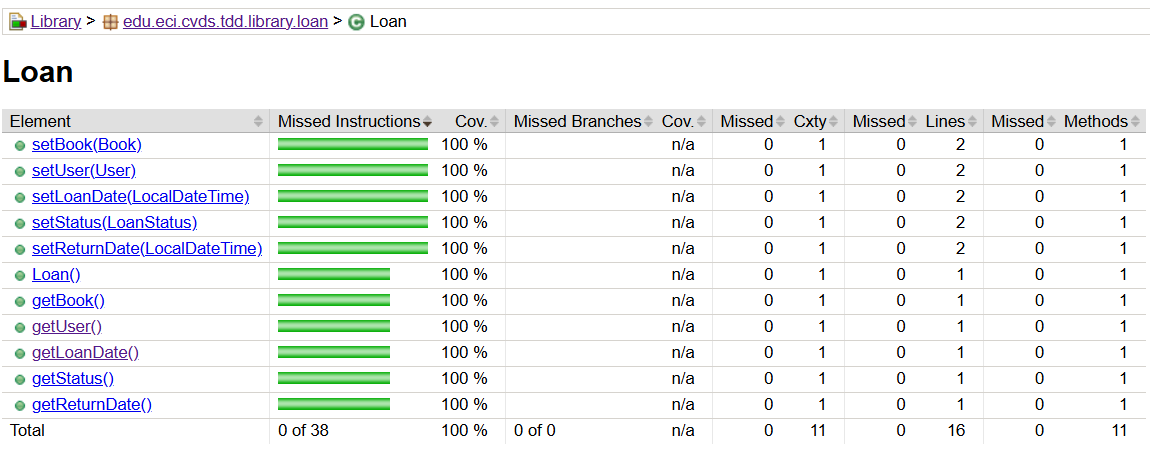 Library > edu.eci.cvds.tdd.library.loan > Loan
Loan
Element Missed Instructions Cov. Missed Branches Cov. Missed Cxty Missed Lines Missed Methods
setBook(Book) 100 % n/a 0 1 0 2 0 1
setUser(User) 100 % n/a 0 1 0 2 0 1
setLoanDate(LocalDateTime) 100 % n/a 0 1 0 2 0 1
setStatus(LoanStatus) 100 % n/a 0 1 0 2 0 1
setReturnDate(LocalDateTime) 100 % n/a 0 1 0 2 0 1
Loan() 100 % n/a 0 1 0 1 0 1
getBook() 100 % n/a 0 1 0 1 0 1
getUser() 100 % n/a 0 1 0 1 0 1
getLoanDate() 100 % n/a 0 1 0 1 0 1
getStatus() 100 % n/a 0 1 0 1 0 1
getReturnDate() 100 % n/a 0 1 0 1 0 1
Total 0 of 38 100 % 0 of 0 n/a 0 11 0 16 0 11